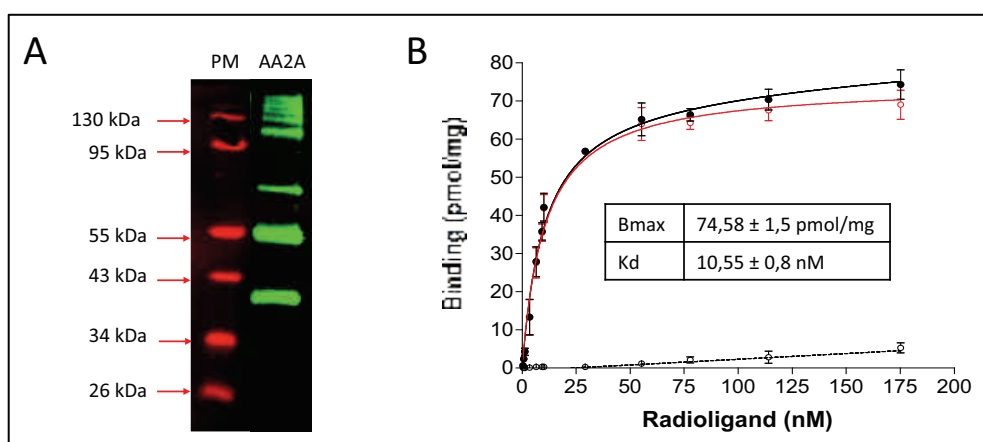 A
PM AA2A
130 kDa
95 kDa
55 kDa
43 kDa
34 kDa
26 kDa
B
Binding (pmol/mg)
80
70
60
50
40
30
20
10
0
0 25 50 75 100 125 150 175 200
Radioligand (nM)
Bmax 74,58 ± 1,5 pmol/mg
Kd 10,55 ± 0,8 nM